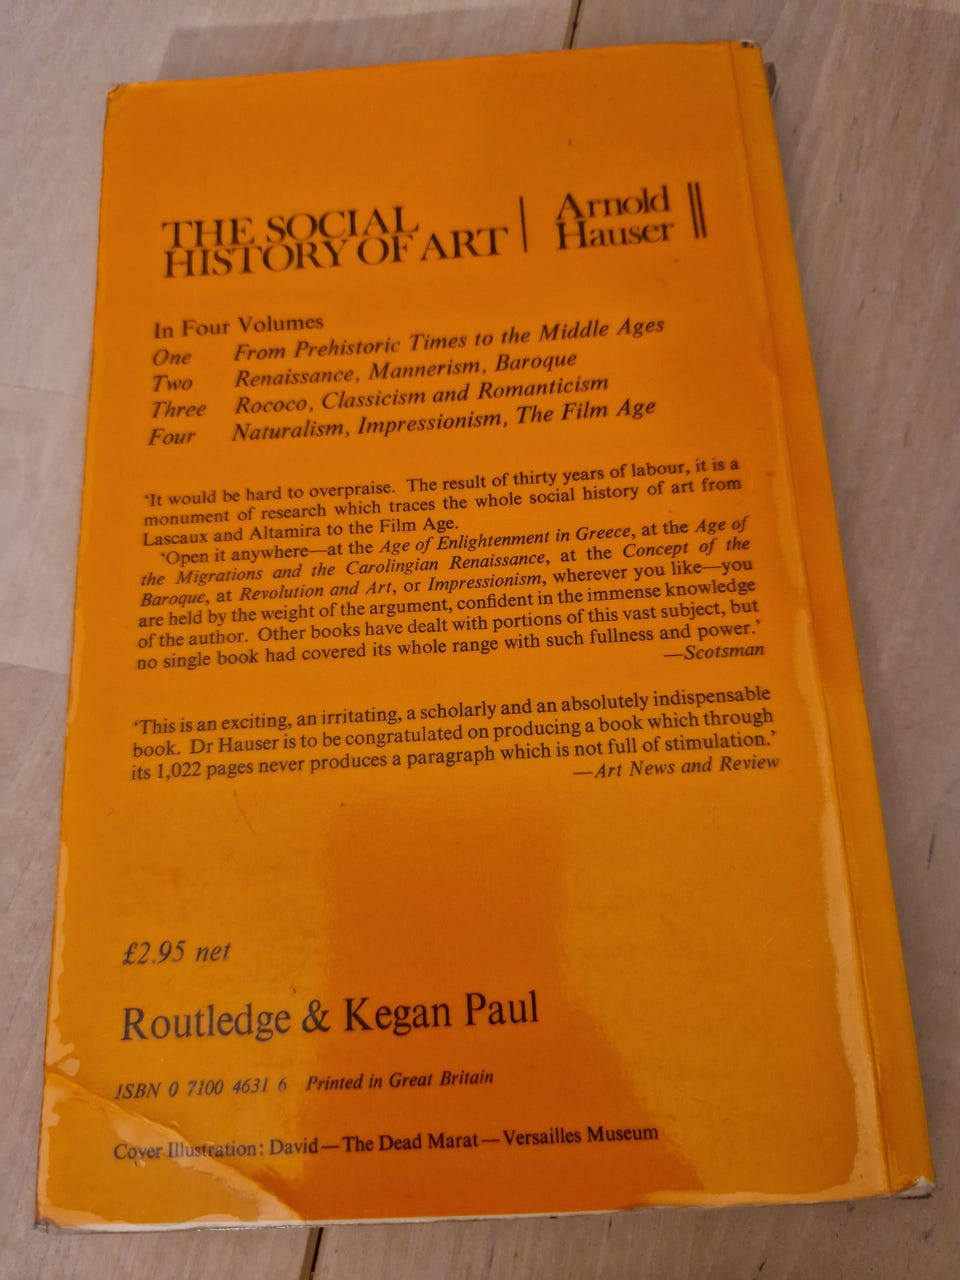 THE SOCIAL
HISTORY OF ART
Arnold
Hauser
In Four Volumes
One From Prehistoric Times to the Middle Ages
Two Renaissance, Mannerism, Baroque
Three Rococo, Classicism and Romanticism
Four Naturalism, Impressionism, The Film Age
‘It would be hard to overpraise. The result of thirty years of labour, it is a
monument of research which traces the whole social history of art from
Lascaux and Altamira to the Film Age.
‘Open it anywhere—at the Age of Enlightenment in Greece, at the Age of
the Migrations and the Carolingian Renaissance, at the Concept of the
Baroque, at Revolution and Art, or Impressionism, wherever you like—you
are held by the weight of the argument, confident in the immense knowledge
of the author. Other books have dealt with portions of this vast subject, but
no single book had covered its whole range with such fullness and power.’
—Scotsman
‘This is an exciting, an irritating, a scholarly and an absolutely indispensable
book. Dr Hauser is to be congratulated on producing a book which through
its 1,022 pages never produces a paragraph which is not full of stimulation.’
—Art News and Review
£2.95 net
Routledge & Kegan Paul
ISBN 0 7100 4631 6 Printed in Great Britain
Cover Illustration: David—The Dead Marat—Versailles Museum